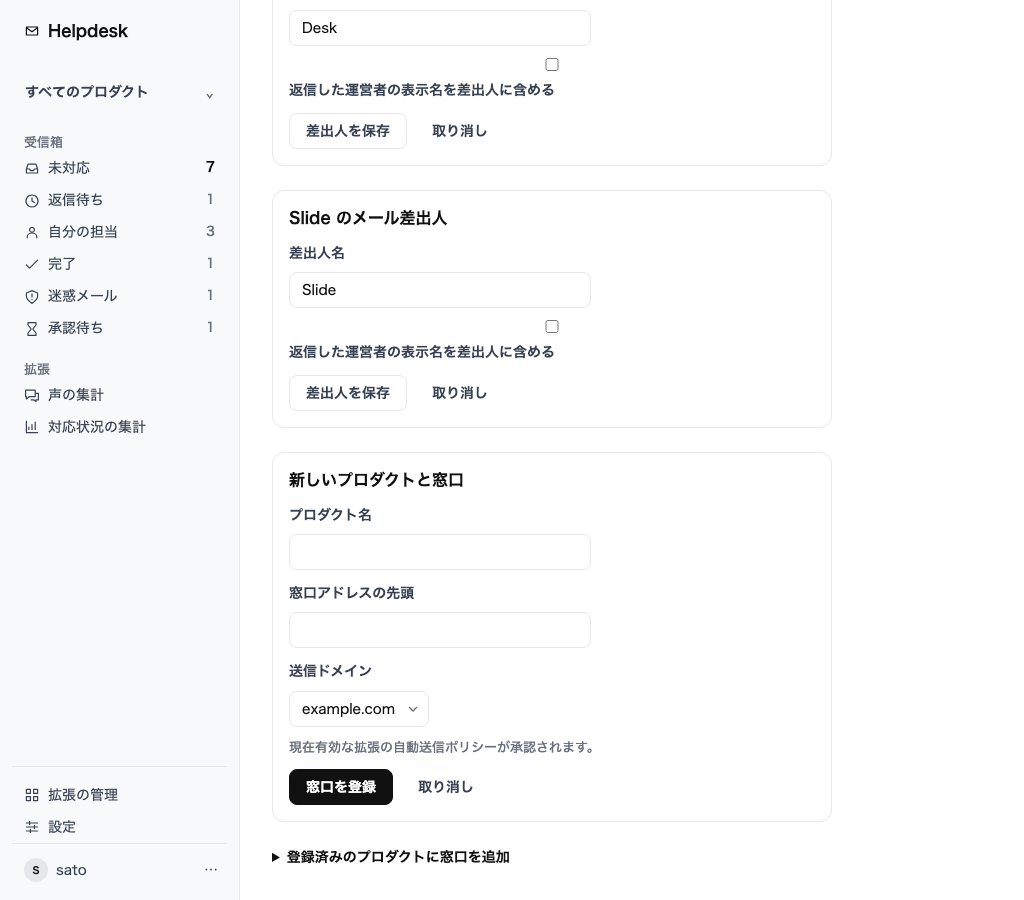 Helpdesk
すべてのプロダクト
受信箱
未対応 7
返信待ち 1
自分の担当 3
完了 1
迷惑メール 1
承認待ち 1
拡張
声の集計
対応状況の集計
拡張の管理
設定
S sato ...
Desk
返信した運営者の表示名を差出人に含める
差出人を保存 取り消し
Slide のメール差出人
差出人名
Slide
返信した運営者の表示名を差出人に含める
差出人を保存 取り消し
新しいプロダクトと窓口
プロダクト名
窓口アドレスの先頭
送信ドメイン
example.com
現在有効な拡張の自動送信ポリシーが承認されます。
窓口を登録 取り消し
登録済みのプロダクトに窓口を追加